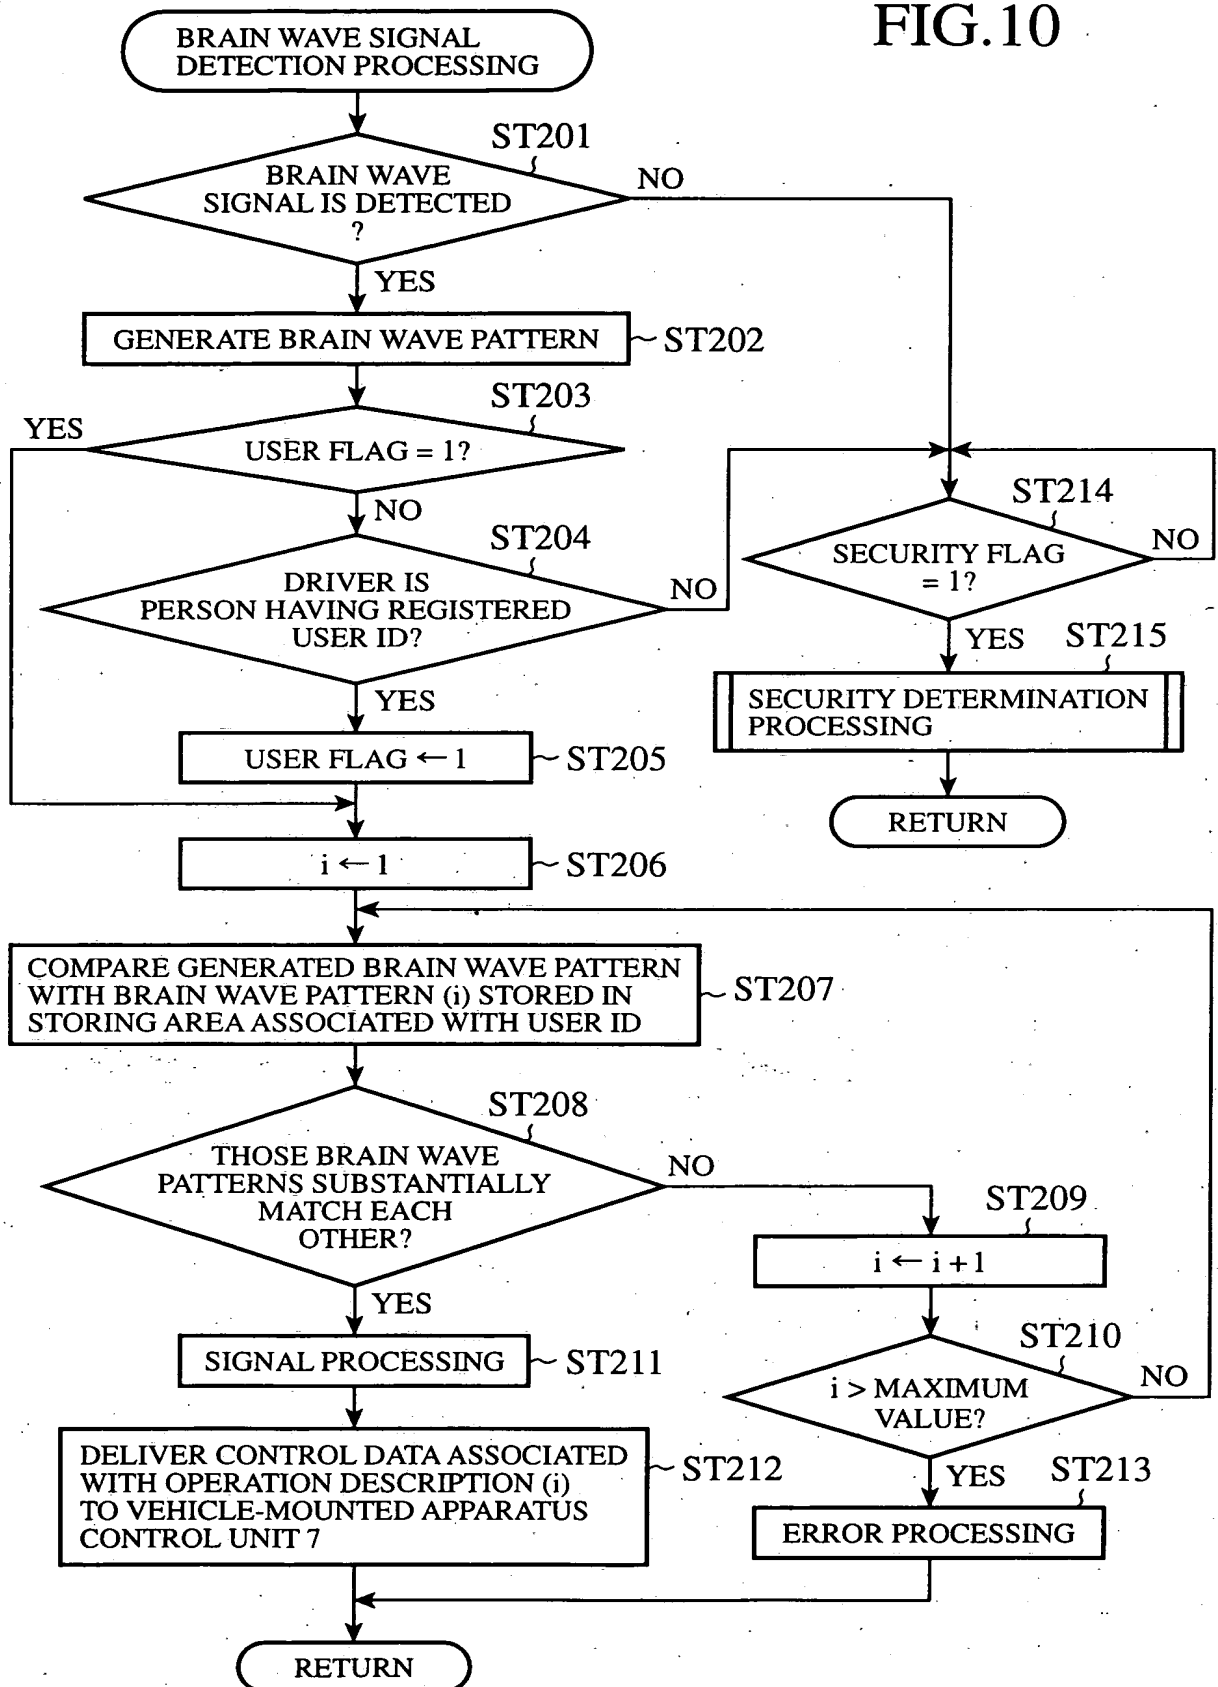 FIG.10
BRAIN WAVE SIGNAL
DETECTION PROCESSING
ST201
BRAIN WAVE
SIGNAL IS DETECTED
?
NO
YES
GENERATE BRAIN WAVE PATTERN
ST202
ST203
YES
USER FLAG = 1?
NO
ST204
DRIVER IS
PERSON HAVING REGISTERED
USER ID?
NO
YES
USER FLAG ← 1
ST205
ST214
SECURITY FLAG
= 1?
NO
YES
ST215
SECURITY DETERMINATION
PROCESSING
RETURN
i ← 1
ST206
COMPARE GENERATED BRAIN WAVE PATTERN
WITH BRAIN WAVE PATTERN (i) STORED IN
STORING AREA ASSOCIATED WITH USER ID
ST207
ST208
THOSE BRAIN WAVE
PATTERNS SUBSTANTIALLY
MATCH EACH
OTHER?
NO
YES
ST209
i ← i + 1
ST210
i > MAXIMUM
VALUE?
NO
YES
SIGNAL PROCESSING
ST211
DELIVER CONTROL DATA ASSOCIATED
WITH OPERATION DESCRIPTION (i)
TO VEHICLE-MOUNTED APPARATUS
CONTROL UNIT 7
ST212
ST213
ERROR PROCESSING
RETURN